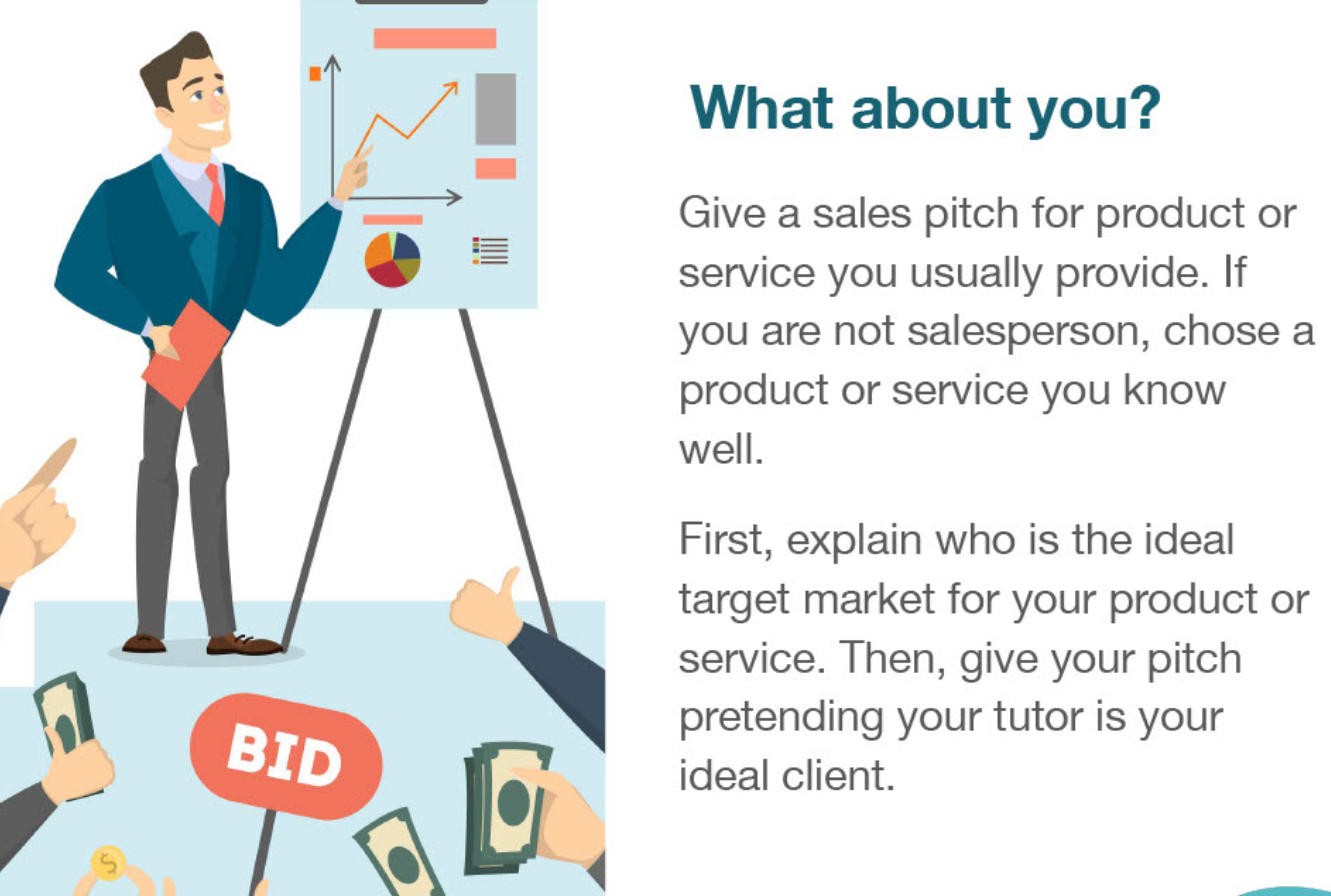 What about you?
Give a sales pitch for product or
service you usually provide. If
you are not salesperson, chose a
product or service you know
well.
First, explain who is the ideal
target market for your product or
service. Then, give your pitch
pretending your tutor is your
ideal client.
BID
$